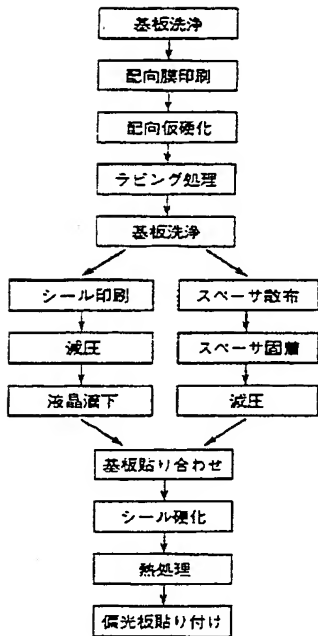 基板洗浄
配向膜印刷
配向仮硬化
ラビング処理
基板洗浄
シール印刷
減圧
液晶滴下
スペーサ散布
スペーサ固着
減圧
基板貼り合わせ
シール硬化
熱処理
偏光板貼り付け